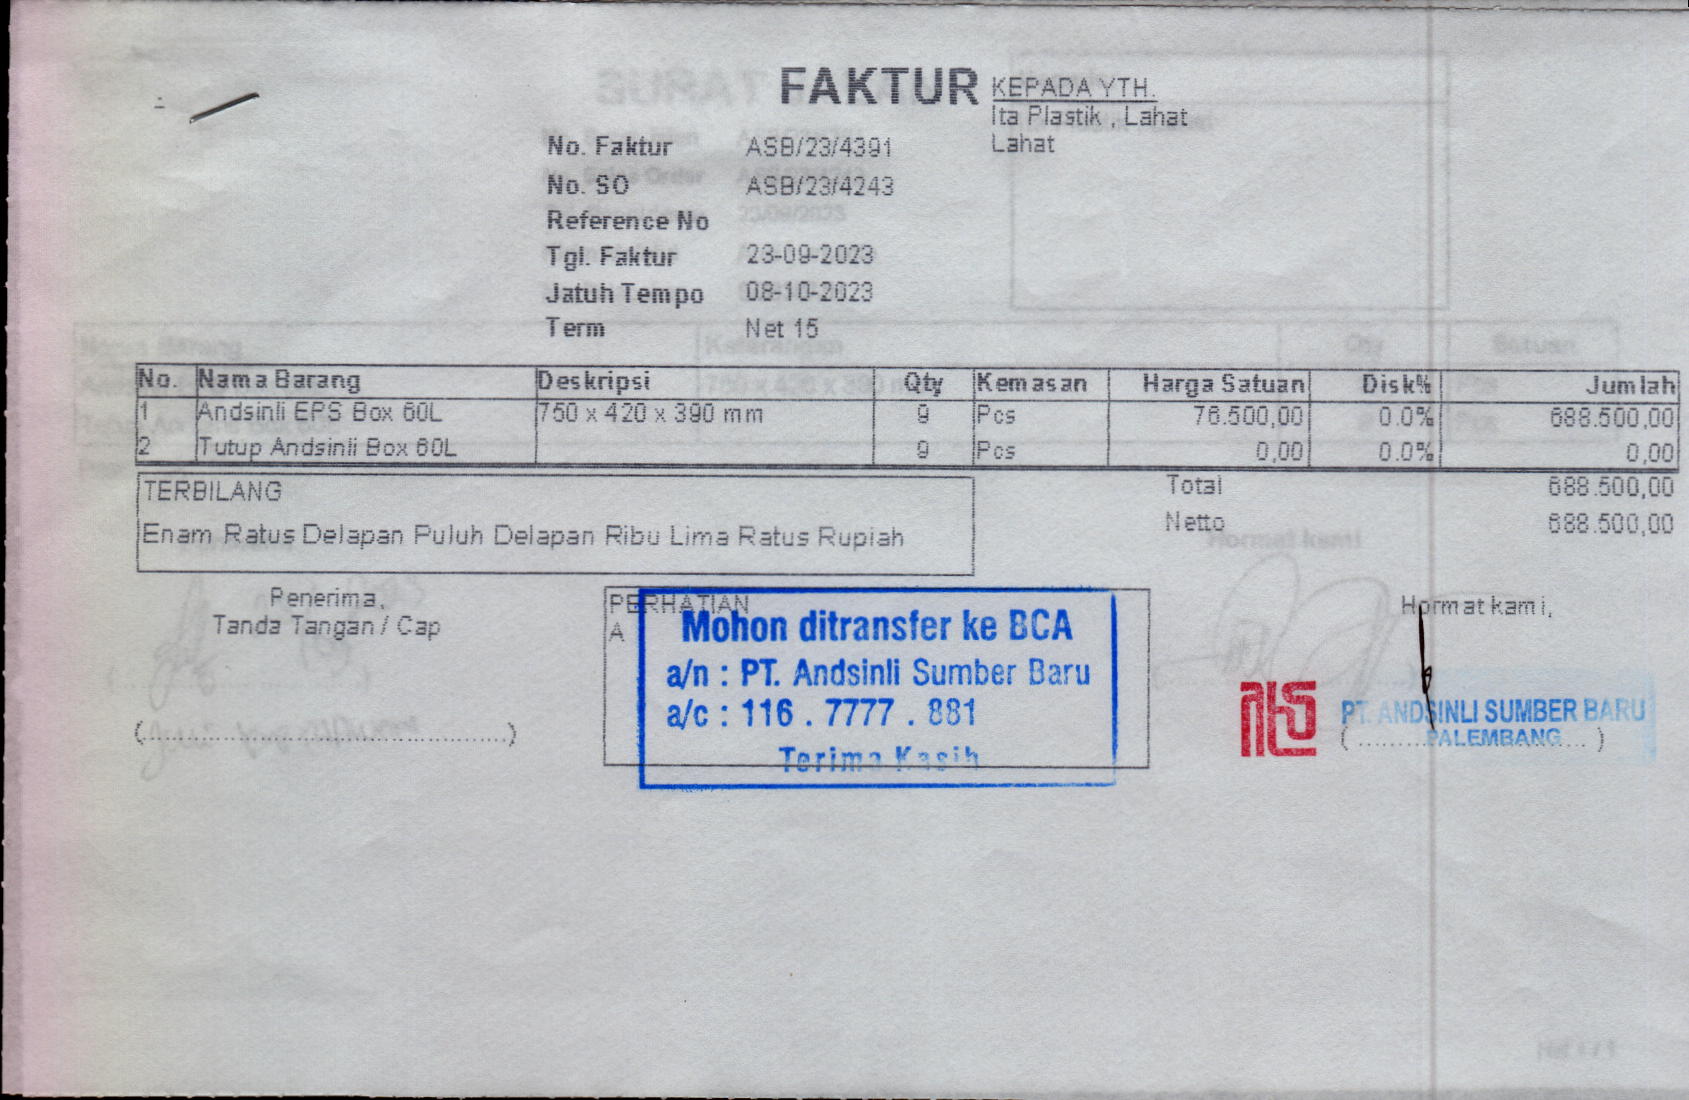 FAKTUR
KEPADA YTH.
Ita Plastik , Lahat
Lahat
No. Faktur ASB/23/4391
No. SO ASB/23/4243
Reference No
Tgl. Faktur 23-09-2023
Jatuh Tempo 08-10-2023
Term Net 15
No. Nama Barang Deskripsi Qty Kemasan Harga Satuan Disk% Jumlah
1 Andsinli EPS Box 60L 750 x 420 x 390 mm 9 Pcs 76.500,00 0.0% 688.500,00
2 Tutup Andsinli Box 60L 9 Pcs 0,00 0.0% 0,00
TERBILANG
Enam Ratus Delapan Puluh Delapan Ribu Lima Ratus Rupiah
Total 688.500,00
Netto 688.500,00
Penerima,
Tanda Tangan / Cap
(..............................................)
PERHATIAN
A
Mohon ditransfer ke BCA
a/n : PT. Andsinli Sumber Baru
a/c : 116 . 7777 . 881
Terima Kasih
Hormat kami,
PT. ANDSINLI SUMBER BARU
PALEMBANG